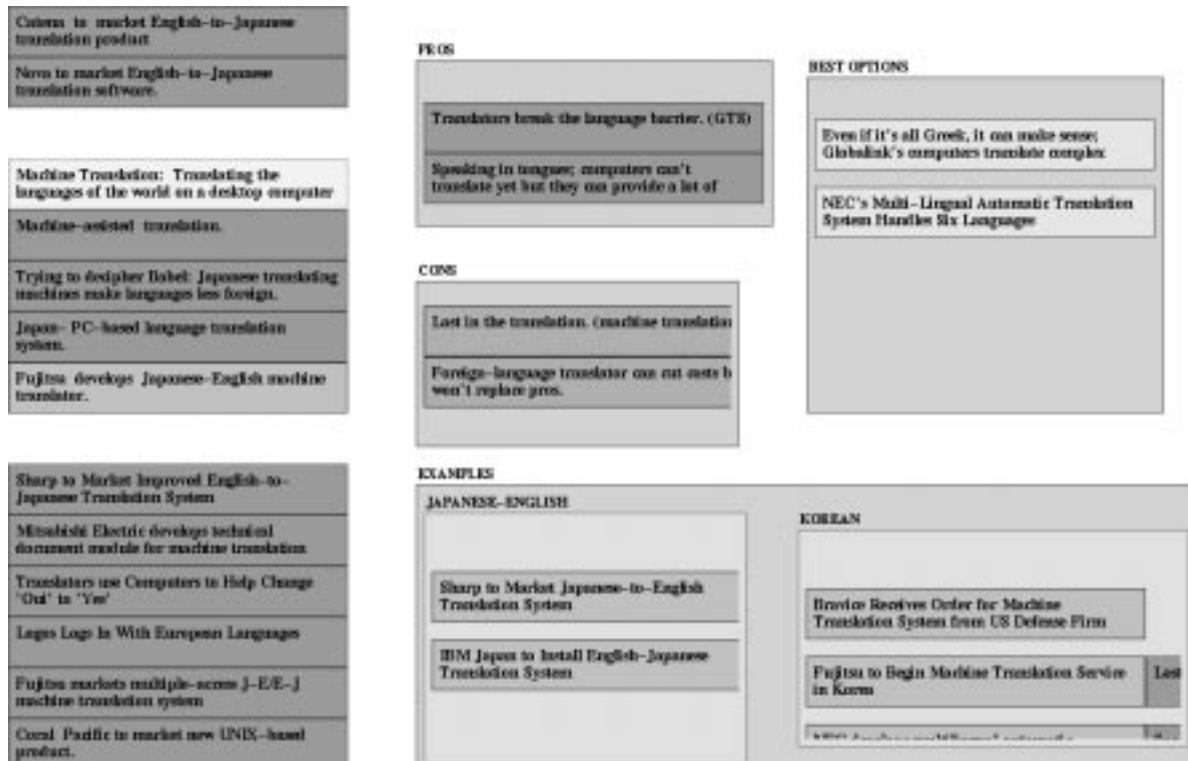 Catena to market English-to-Japanese
translation product
Nova to market English-to-Japanese
translation software.
Machine Translation: Translating the
languages of the world on a desktop computer
Machine-assisted translation.
Trying to decipher Babel: Japanese translating
machines make languages less foreign.
Japan- PC-based language translation
system.
Fujitsu develops Japanese-English machine
translator.
Sharp to Market Improved English-to-
Japanese Translation System
Mitsubishi Electric develops technical
document module for machine translation
Translators use Computers to Help Change
'Oui' to 'Yes'
Logos Logs In With European Languages
Fujitsu markets multiple-access J-E/E-J
machine translation system
Coral Pacific to market new UNIX-based
product.
PROS
Translators break the language barrier. (GTS)
Speaking in tongues; computers can't
translate yet but they can provide a lot of
CONS
Lost in the translation. (machine translation
Foreign-language translator can cut costs b
won't replace pros.
BEST OPTIONS
Even if it's all Greek, it can make sense;
Globalink's computers translate complex
NEC's Multi-Lingual Automatic Translation
System Handles Six Languages
EXAMPLES
JAPANESE-ENGLISH
Sharp to Market Japanese-to-English
Translation System
IBM Japan to Install English-Japanese
Translation System
KOREAN
Bravice Receives Order for Machine
Translation System from US Defense Firm
Fujitsu to Begin Machine Translation Service
in Korea
Lost